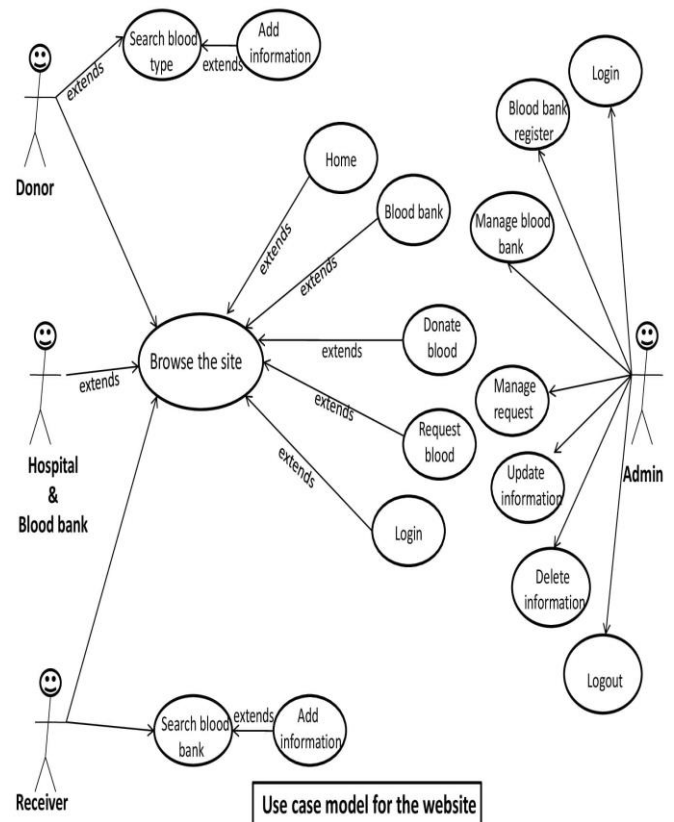 Search blood
type
extends
Add
information
extends
Donor
Login
Blood bank
register
Home
extends
Blood bank
extends
Manage blood
bank
Donate
blood
extends
Browse the site
extends
Hospital
&
Blood bank
Manage
request
Request
blood
extends
Admin
Update
information
Login
extends
Delete
information
Logout
Receiver
Search blood
bank
extends
Add
information
Use case model for the website